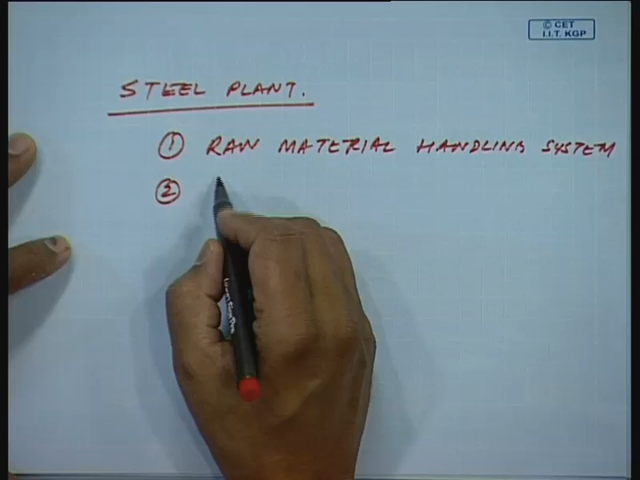 © CET
I.I.T. KGP
STEEL PLANT.
① RAW MATERIAL HANDLING SYSTEM
②